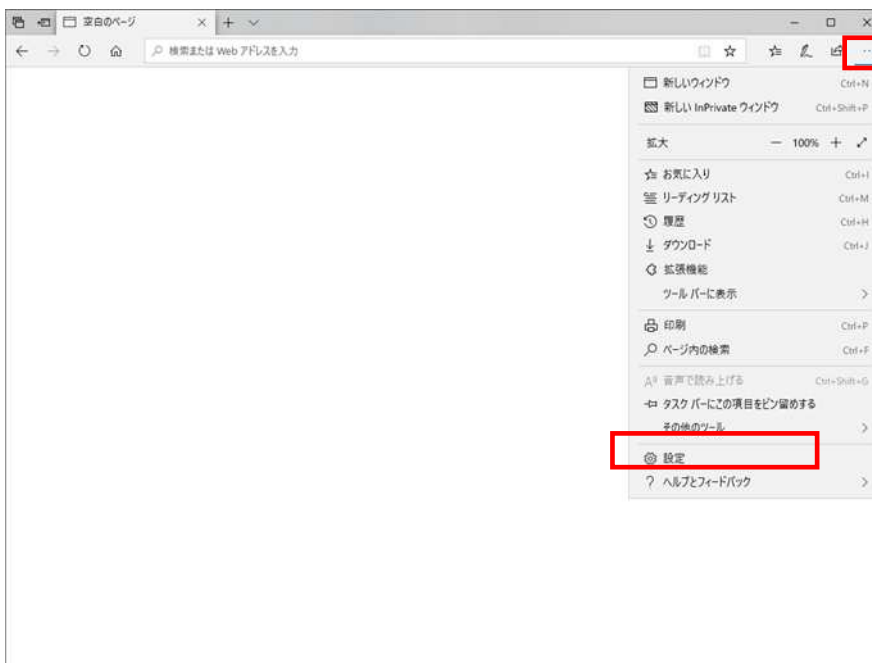 空白のページ
検索または Web アドレスを入力
新しいウィンドウ Ctrl+N
新しい InPrivate ウィンドウ Ctrl+Shift+P
拡大 100%
お気に入り Ctrl+I
リーディング リスト Ctrl+M
履歴 Ctrl+H
ダウンロード Ctrl+J
拡張機能
ツール バーに表示
印刷 Ctrl+P
ページ内の検索 Ctrl+F
音声で読み上げる Ctrl+Shift+G
タスク バーにこの項目をピン留めする
その他のツール
設定
ヘルプとフィードバック